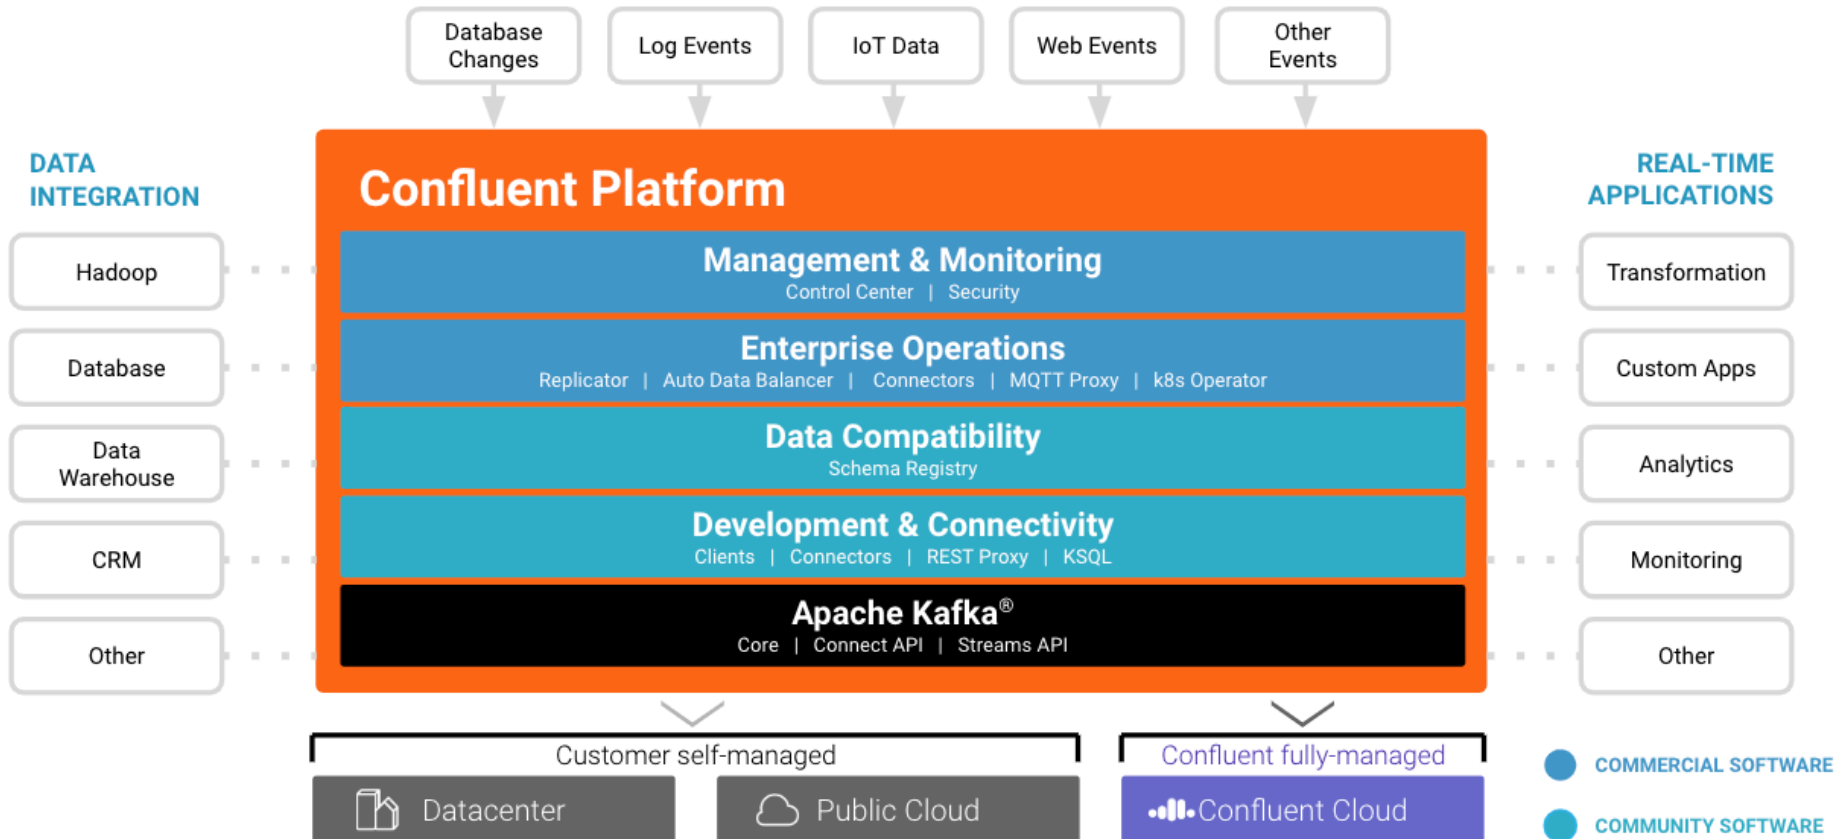 Database
Changes
Log Events
IoT Data
Web Events
Other
Events
DATA
INTEGRATION
Hadoop
Database
Data
Warehouse
CRM
Other
Confluent Platform
Management & Monitoring
Control Center | Security
Enterprise Operations
Replicator | Auto Data Balancer | Connectors | MQTT Proxy | k8s Operator
Data Compatibility
Schema Registry
Development & Connectivity
Clients | Connectors | REST Proxy | KSQL
Apache Kafka®
Core | Connect API | Streams API
REAL-TIME
APPLICATIONS
Transformation
Custom Apps
Analytics
Monitoring
Other
Customer self-managed
Datacenter
Public Cloud
Confluent fully-managed
Confluent Cloud
COMMERCIAL SOFTWARE
COMMUNITY SOFTWARE